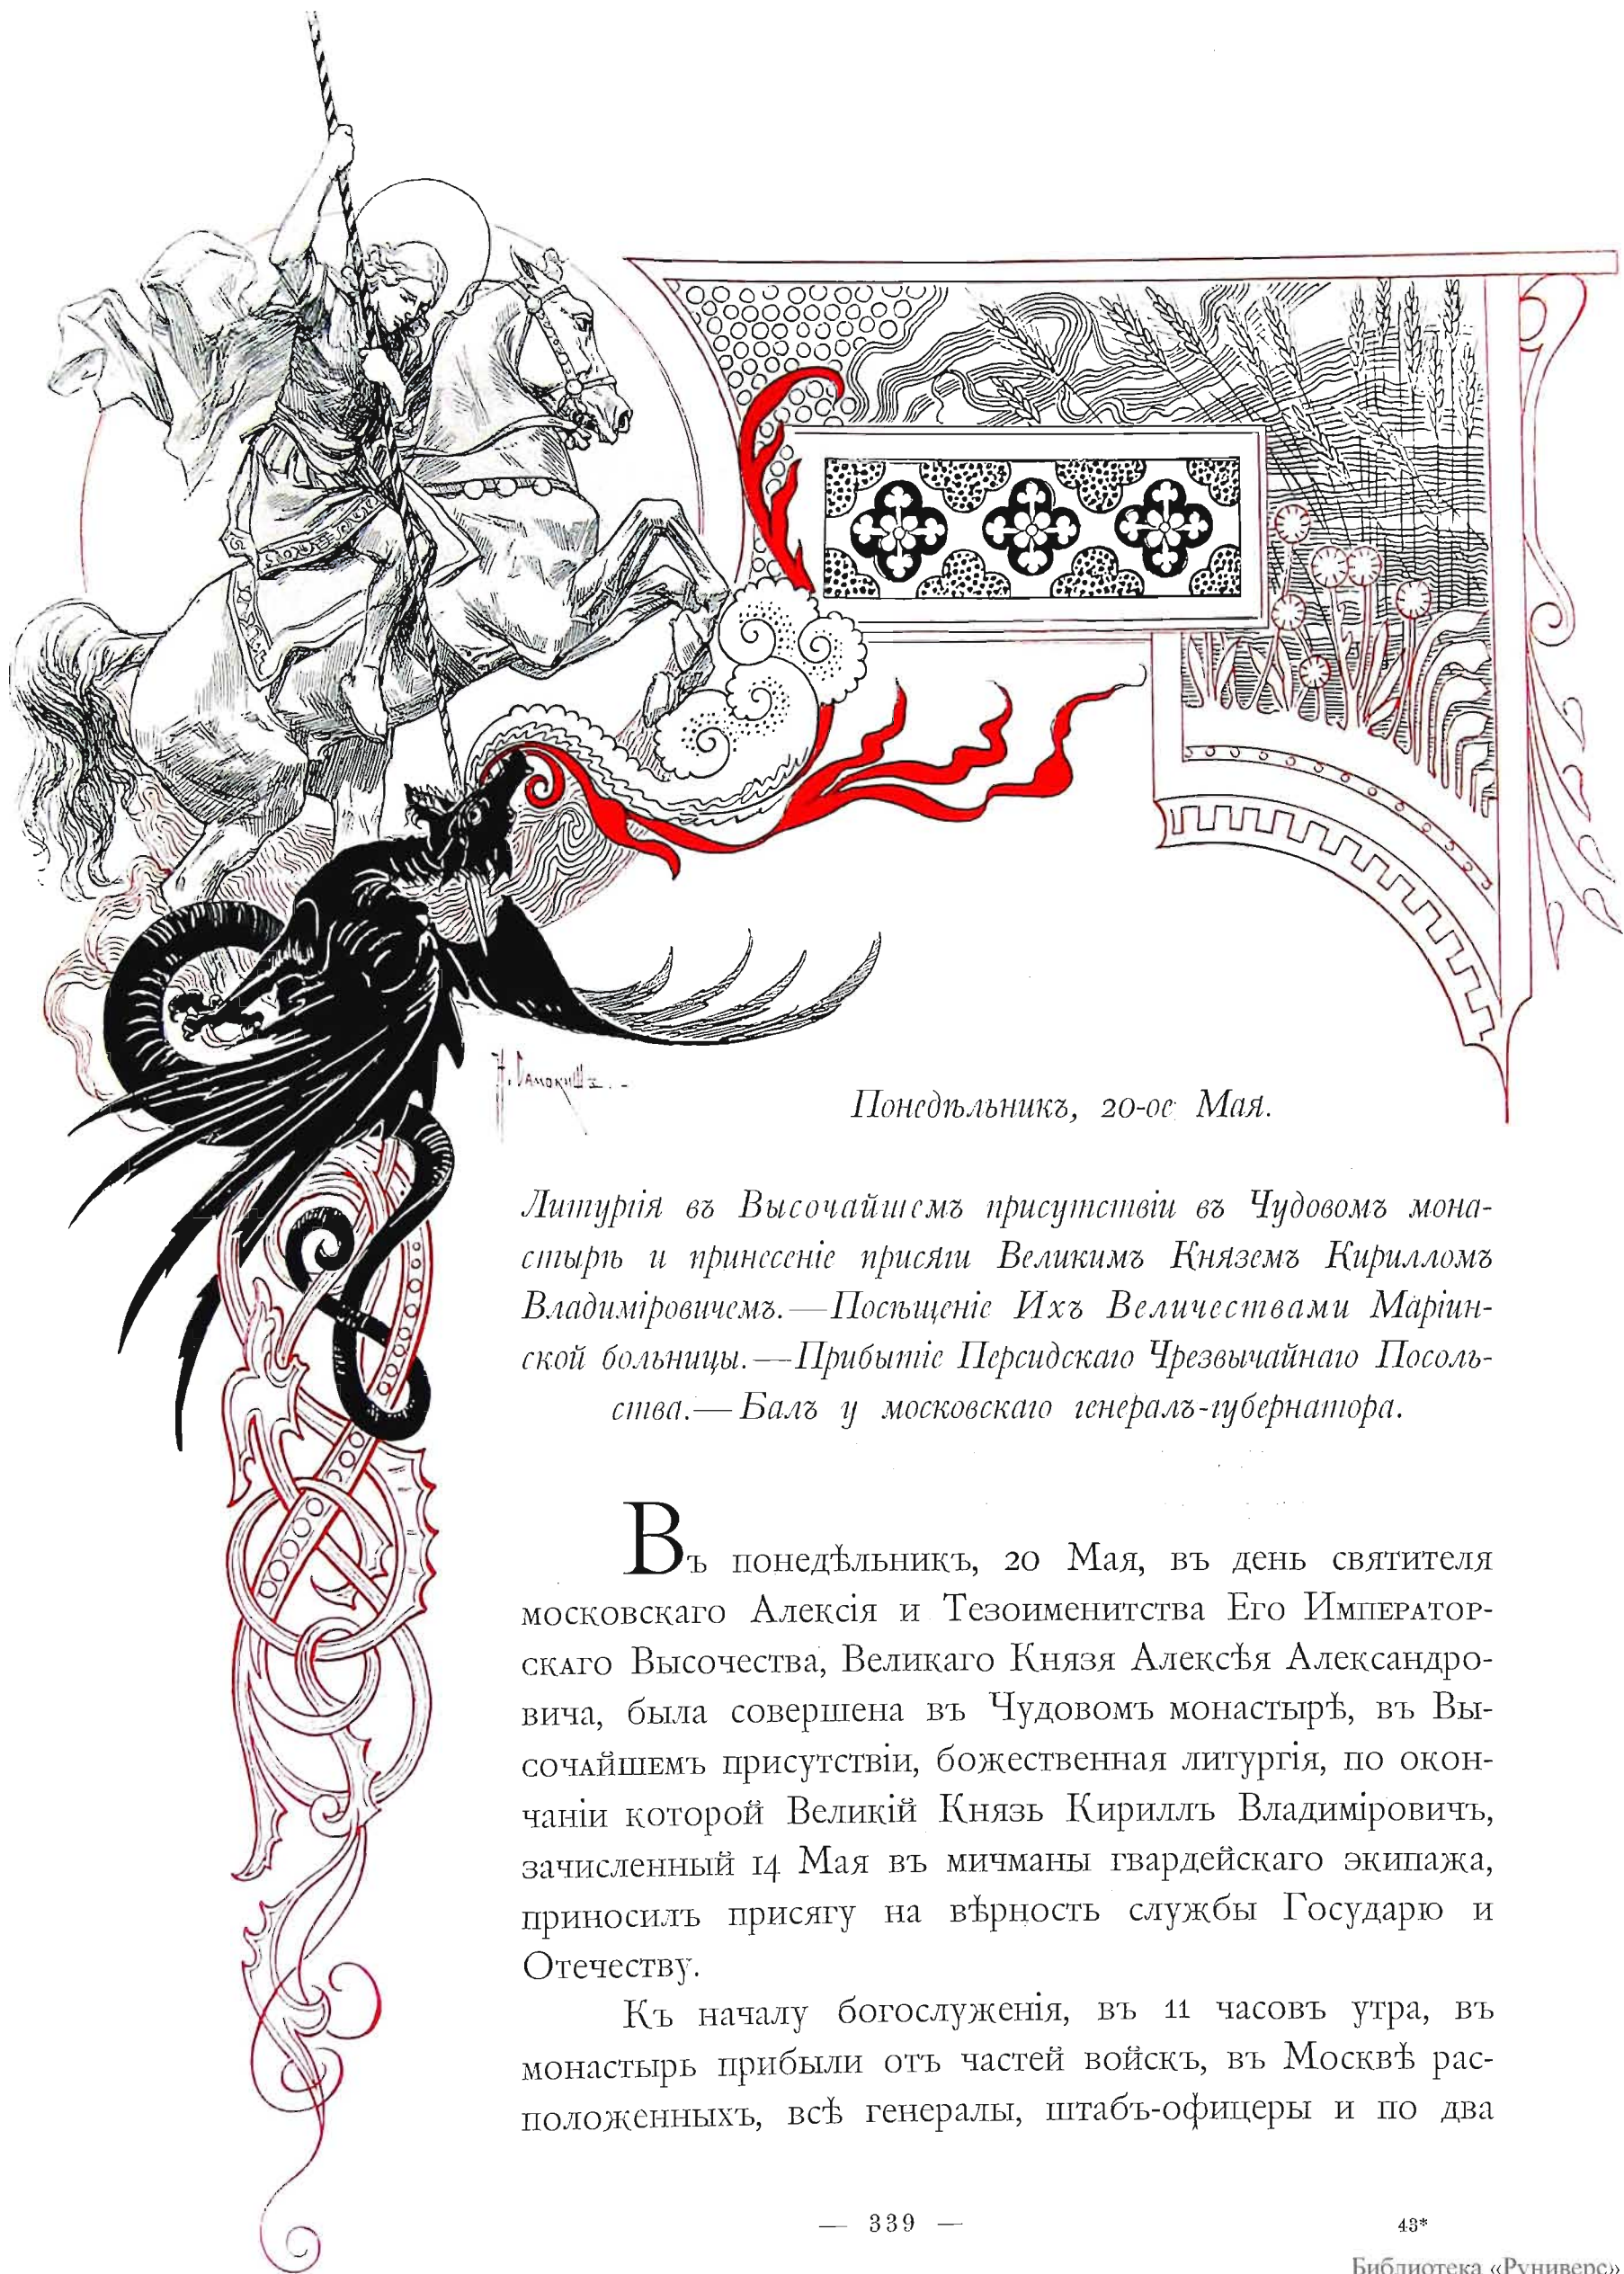 Н. Самокишъ.
Понедѣльникъ, 20-ое Мая.
Литургія въ Высочайшемъ присутствіи въ Чудовомъ мона-
стырѣ и принесеніе присяги Великимъ Княземъ Кирилломъ
Владиміровичемъ.—Посѣщеніе Ихъ Величествами Маріин-
ской больницы.—Прибытіе Персидскаго Чрезвычайнаго Посоль-
ства.—Балъ у московскаго генералъ-губернатора.
Въ понедѣльникъ, 20 Мая, въ день святителя
московскаго Алексія и Тезоименитства Его Император-
скаго Высочества, Великаго Князя Алексѣя Александро-
вича, была совершена въ Чудовомъ монастырѣ, въ Вы-
сочайшемъ присутствіи, божественная литургія, по окон-
чаніи которой Великій Князь Кириллъ Владиміровичъ,
зачисленный 14 Мая въ мичманы гвардейскаго экипажа,
приносилъ присягу на вѣрность службы Государю и
Отечеству.
Къ началу богослуженія, въ 11 часовъ утра, въ
монастырь прибыли отъ частей войскъ, въ Москвѣ рас-
положенныхъ, всѣ генералы, штабъ-офицеры и по два
— 339 —
43*
Библиотека «Руниверс»